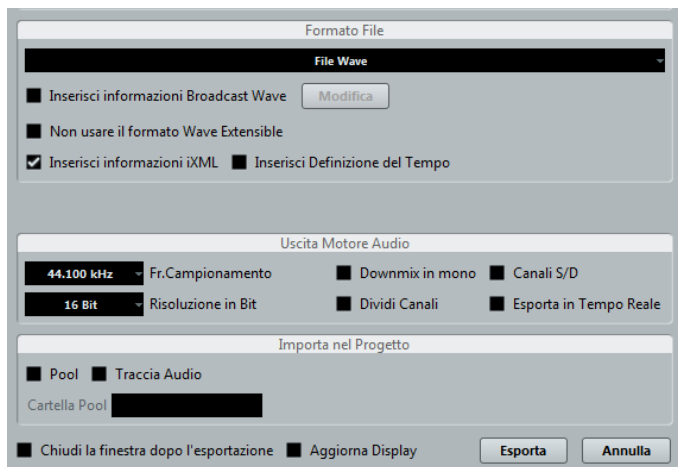 Formato File
File Wave
Inserisci informazioni Broadcast Wave Modifica
Non usare il formato Wave Extensible
Inserisci informazioni iXML Inserisci Definizione del Tempo
Uscita Motore Audio
44.100 kHz Fr.Campionamento Downmix in mono Canali S/D
16 Bit Risoluzione in Bit Dividi Canali Esporta in Tempo Reale
Importa nel Progetto
Pool Traccia Audio
Cartella Pool
Chiudi la finestra dopo l'esportazione Aggiorna Display Esporta Annulla